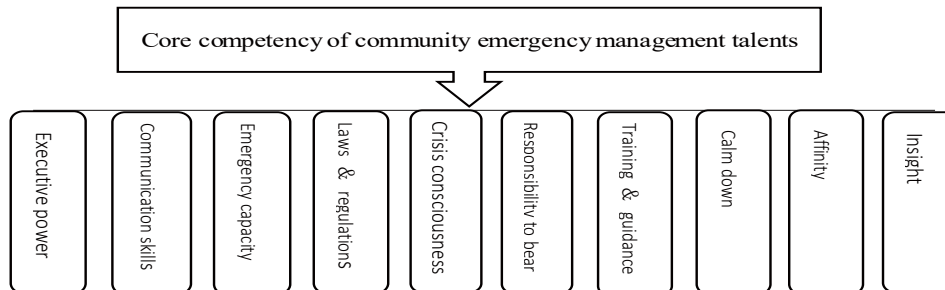 Core competency of community emergency management talents
Executive power
Communication skills
Emergency capacity
Laws & regulations
Crisis consciousness
Responsibility to bear
Training & guidance
Calm down
Affinity
Insight